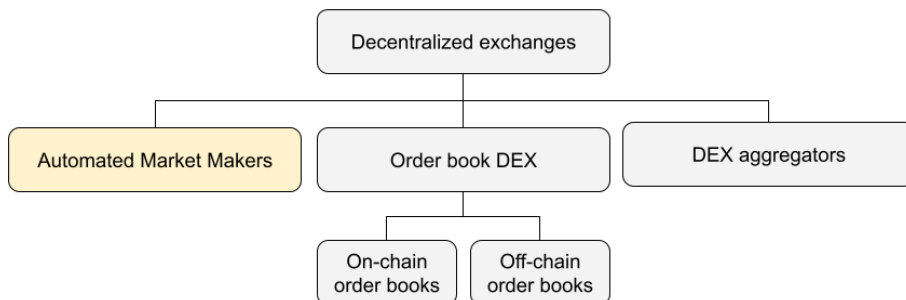 Decentralized exchanges
Automated Market Makers
Order book DEX
DEX aggregators
On-chain
order books
Off-chain
order books